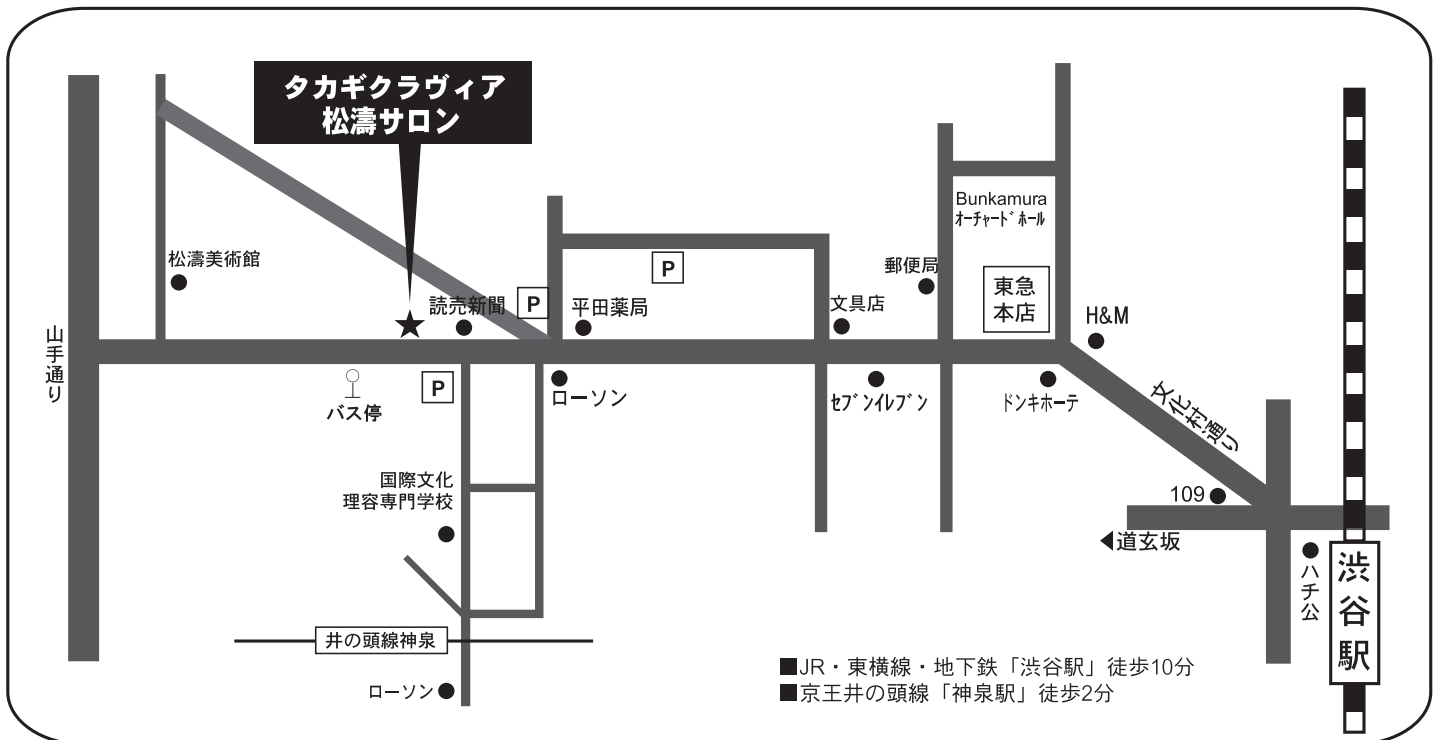 タカギクラヴィア
松濤サロン
Bunkamura
オーチャードホール
松濤美術館
郵便局
東急
本店
P
読売新聞
P
平田薬局
文具店
H&M
山手通り
バス停
P
ローソン
セブンイレブン
ドンキホーテ
文化村通り
国際文化
理容専門学校
109
道玄坂
ハチ公
渋谷駅
井の頭線神泉
ローソン
■JR・東横線・地下鉄「渋谷駅」徒歩10分
■京王井の頭線「神泉駅」徒歩2分